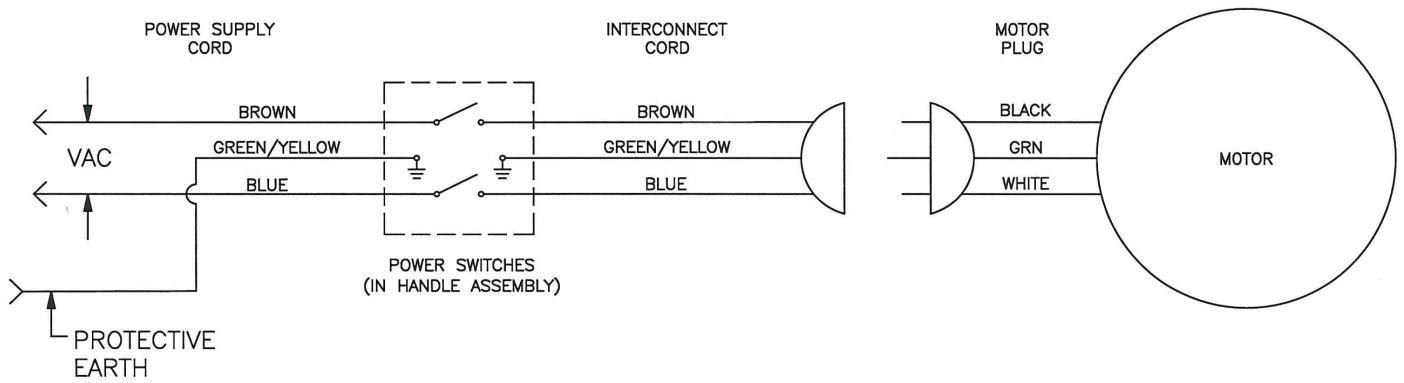 POWER SUPPLY
CORD
INTERCONNECT
CORD
MOTOR
PLUG
BROWN
BROWN
BLACK
VAC
GREEN/YELLOW
GREEN/YELLOW
GRN
MOTOR
BLUE
BLUE
WHITE
POWER SWITCHES
(IN HANDLE ASSEMBLY)
PROTECTIVE
EARTH